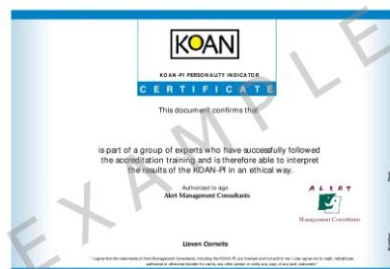 KOAN
KOAN-PI PERSONALITY INDICATOR
CERTIFICATE
This document confirms that
is part of a group of experts who have successfully followed
the accreditation training and is therefore able to interpret
the results of the KOAN-PI in an ethical way.
Authorized to sign
Alert Management Consultants
ALERT
Management Consultants
Lieven Cornelis
EXAMPLE